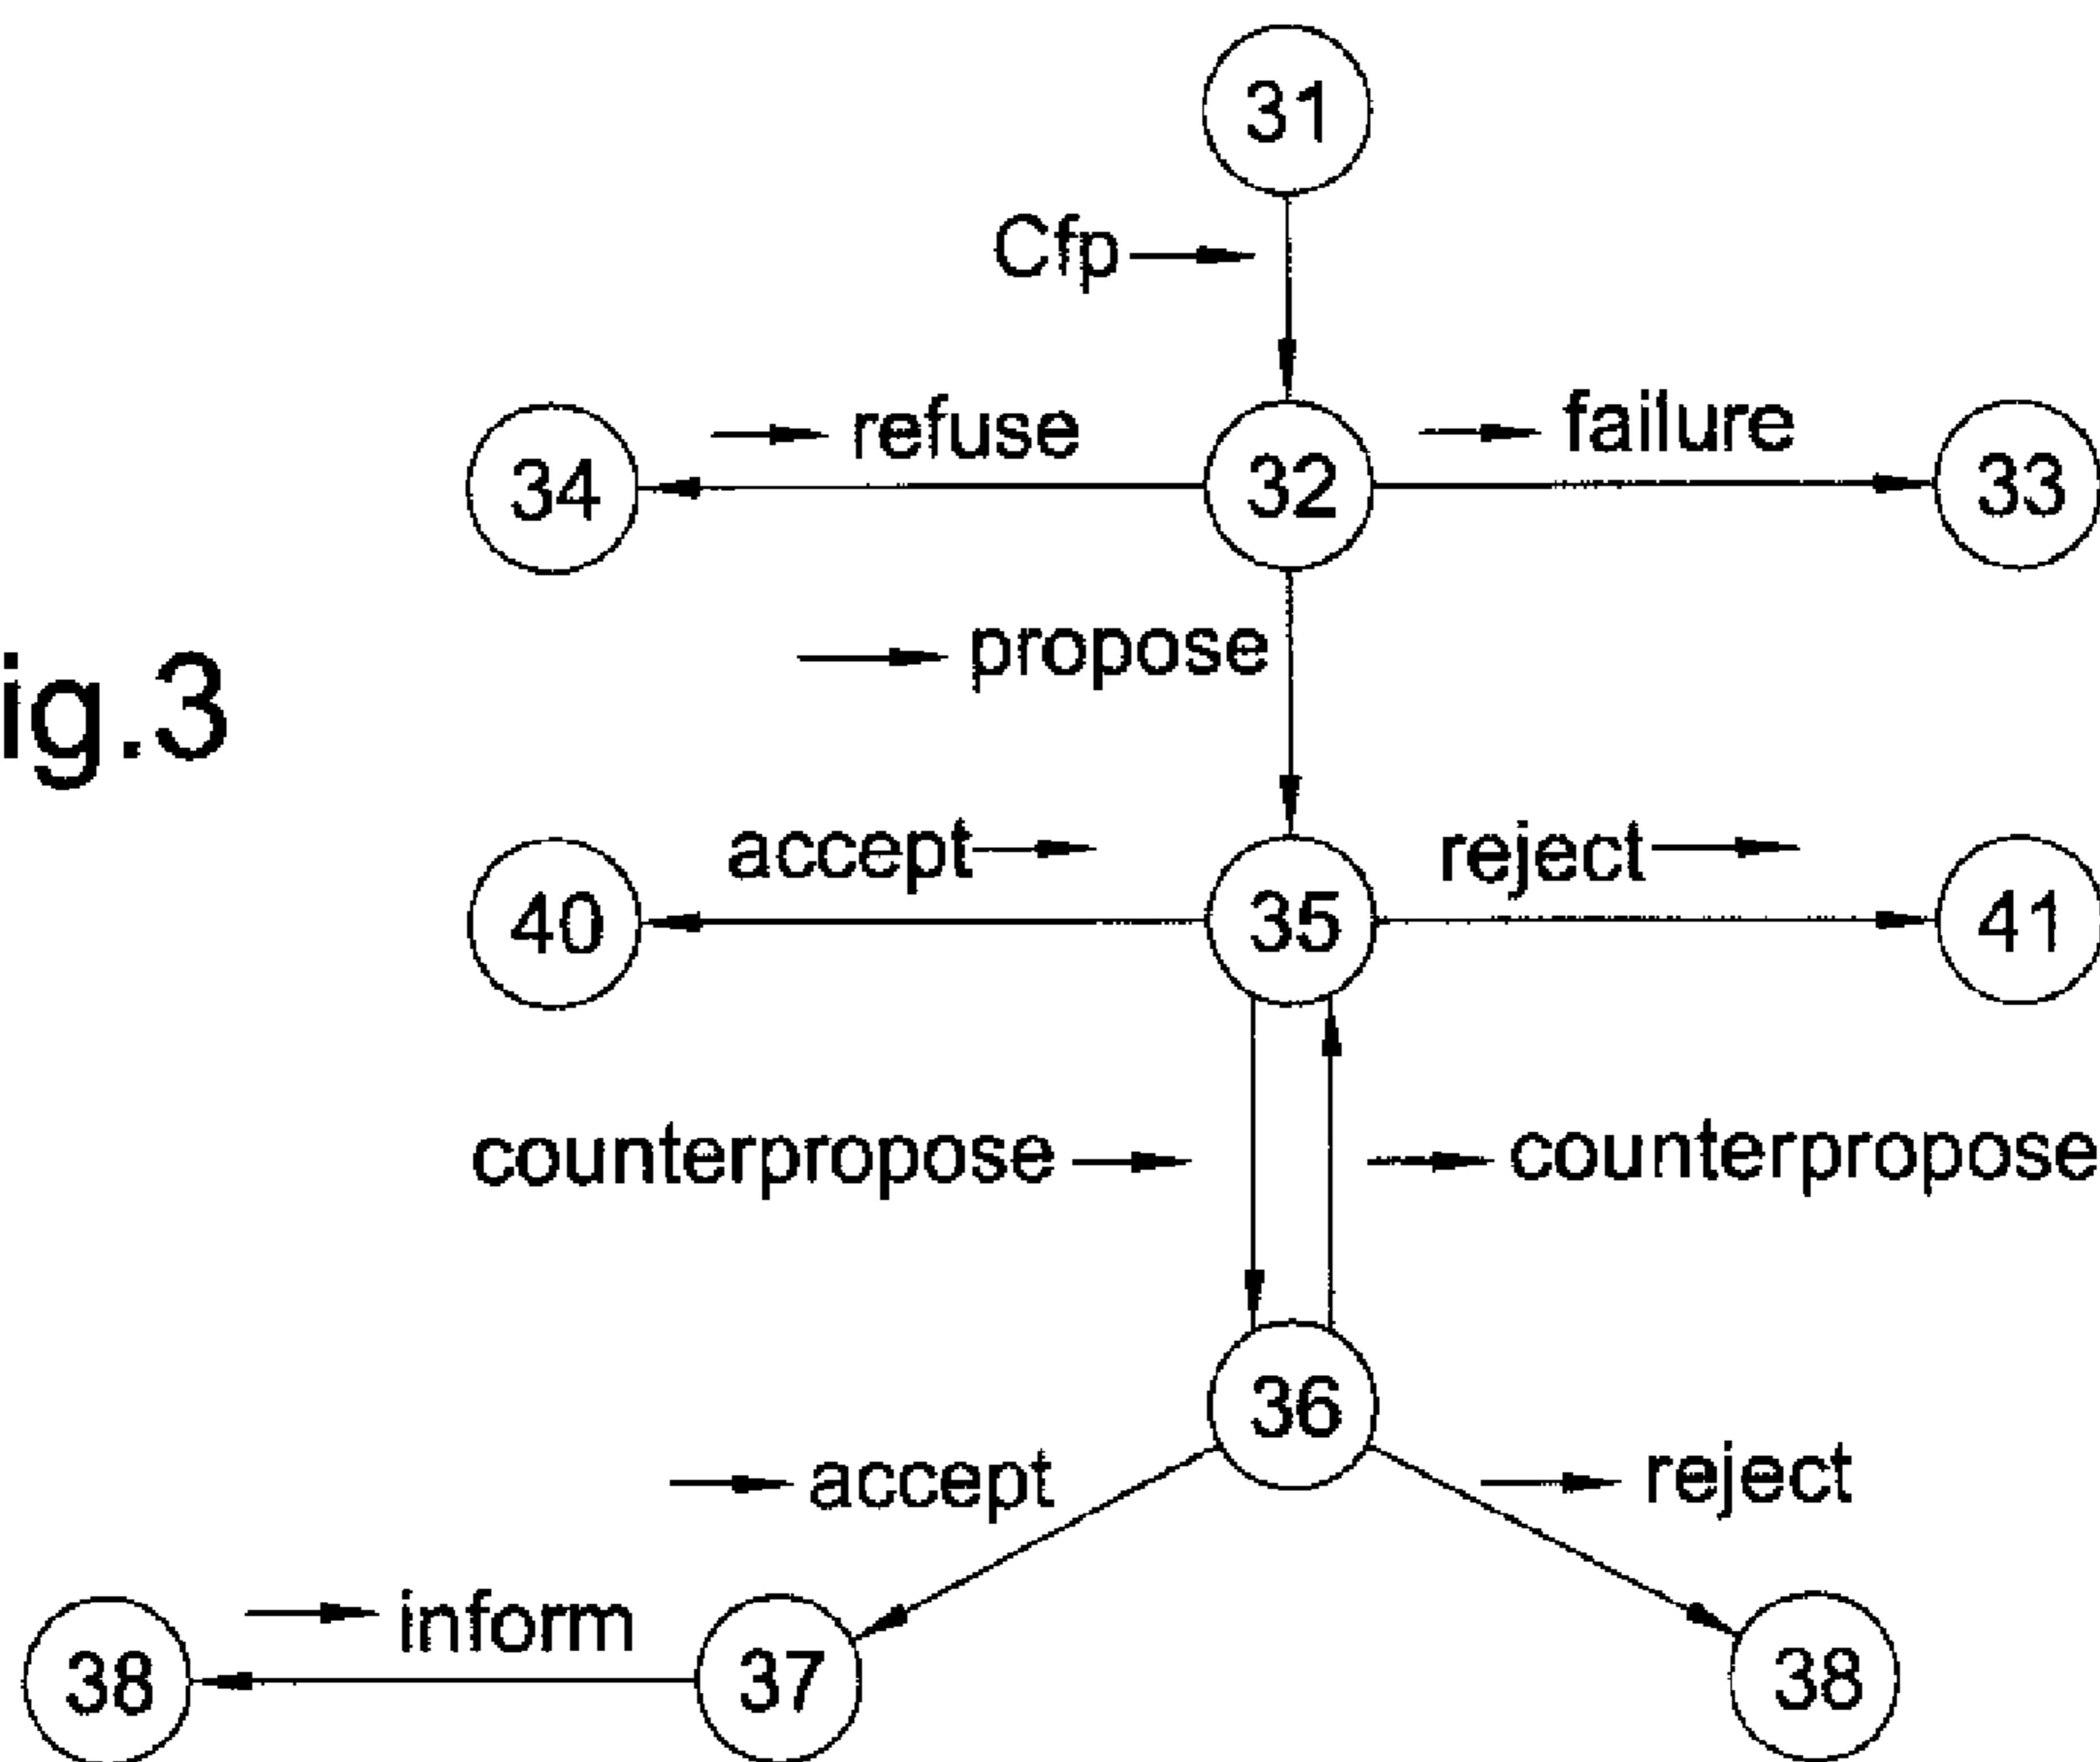 31
Cfp
refuse
failure
34
32
33
propose
ig.3
accept
reject
40
35
41
counterpropose
counterpropose
36
accept
reject
inform
38
37
38